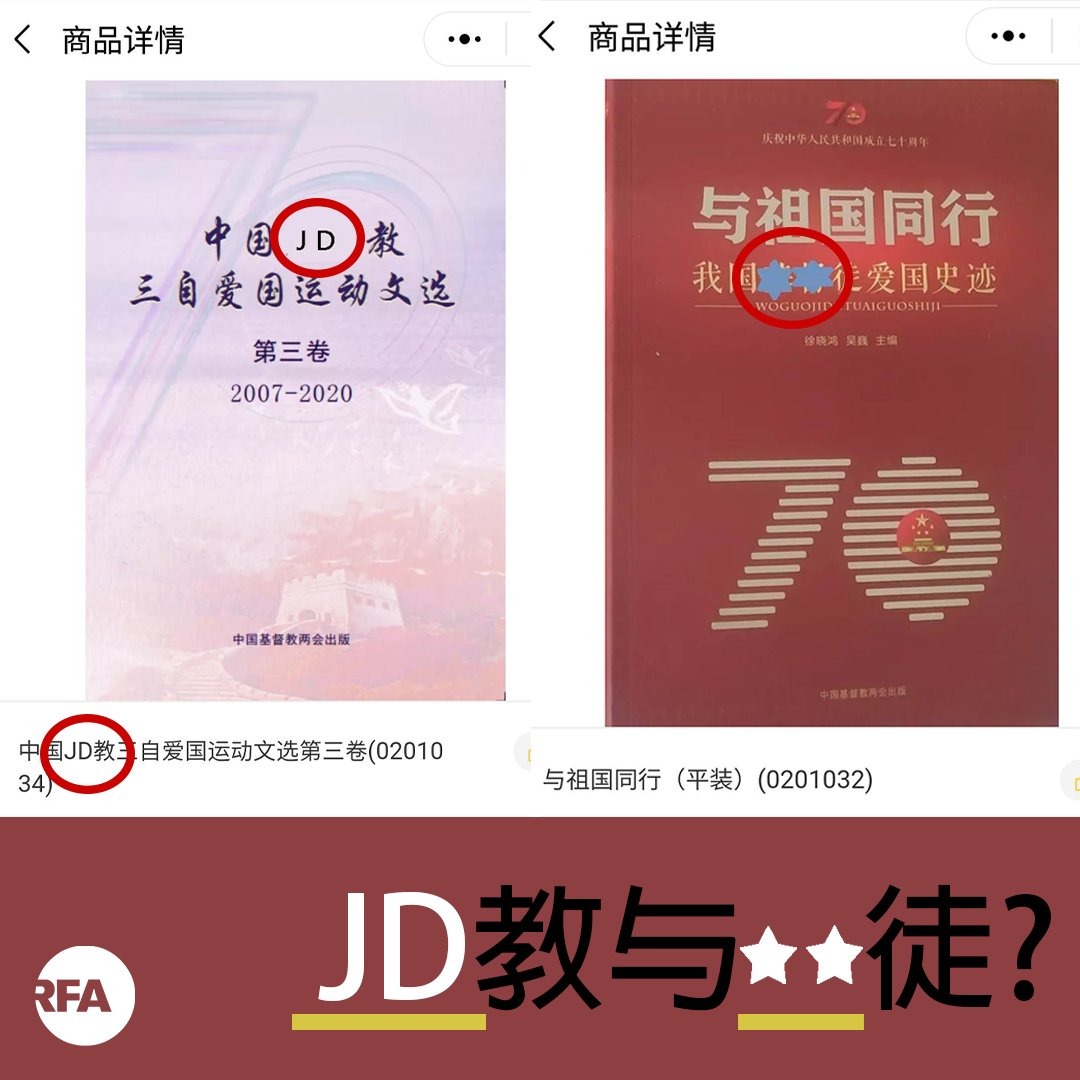 商品详情
中国JD教
三自爱国运动文选
第三卷
2007-2020
中国基督教两会出版
中国JD教三自爱国运动文选第三卷(02010
34)
商品详情
70
庆祝中华人民共和国成立七十周年
与祖国同行
我国 徒爱国史迹
WOGUOJID TUAIGUOSHIJI
徐晓鸿 吴巍 主编
70
中国基督教两会出版
与祖国同行（平装）(0201032)
RFA
JD教与★★徒?